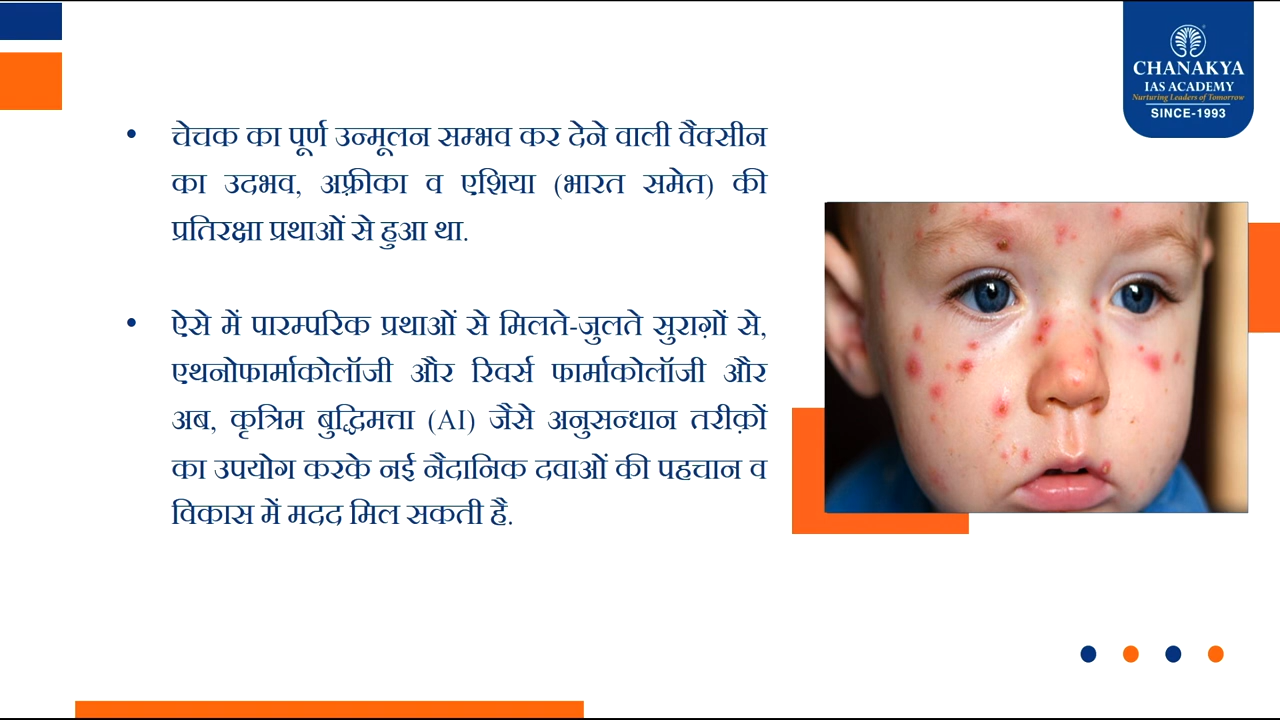 • चेचक का पूर्ण उन्मूलन सम्भव कर देने वाली वैक्सीन
का उदभव, अफ़्रीका व एशिया (भारत समेत) की
प्रतिरक्षा प्रथाओं से हुआ था.
• ऐसे में पारम्परिक प्रथाओं से मिलते-जुलते सुराग़ों से,
एथनोफार्माकोलॉजी और रिवर्स फार्माकोलॉजी और
अब, कृत्रिम बुद्धिमत्ता (AI) जैसे अनुसन्धान तरीक़ों
का उपयोग करके नई नैदानिक दवाओं की पहचान व
विकास में मदद मिल सकती है.
CHANAKYA
IAS ACADEMY
Nurturing Leaders of Tomorrow
SINCE-1993